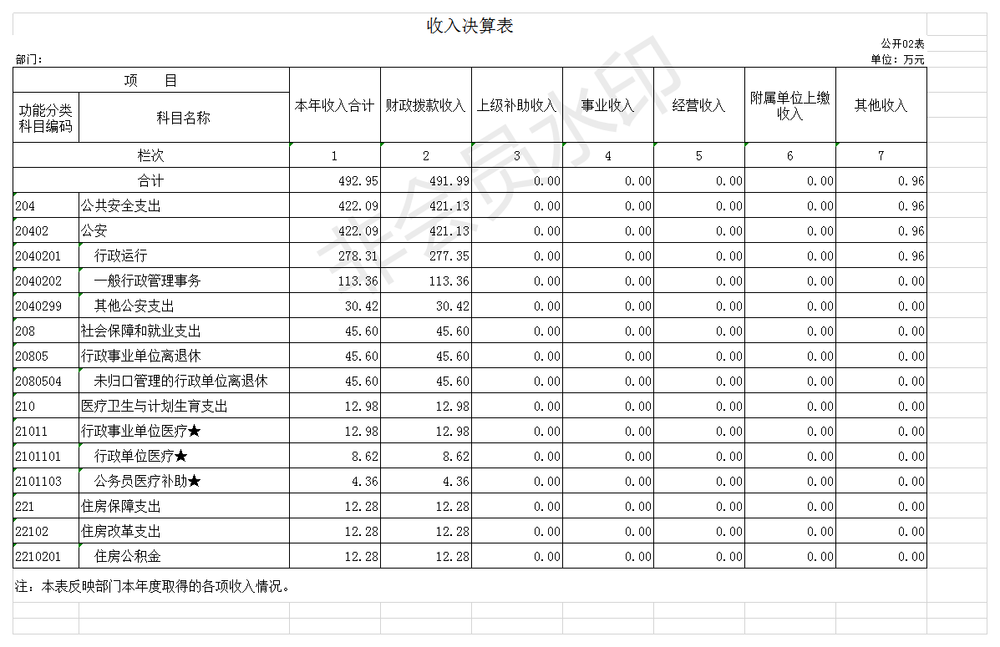 收入决算表
公开02表
部门：
单位：万元
项 目 本年收入合计 财政拨款收入 上级补助收入 事业收入 经营收入 附属单位上缴收入 其他收入
功能分类科目编码 科目名称
栏次 1 2 3 4 5 6 7
合计 492.95 491.99 0.00 0.00 0.00 0.00 0.96
204 公共安全支出 422.09 421.13 0.00 0.00 0.00 0.00 0.96
20402 公安 422.09 421.13 0.00 0.00 0.00 0.00 0.96
2040201 行政运行 278.31 277.35 0.00 0.00 0.00 0.00 0.96
2040202 一般行政管理事务 113.36 113.36 0.00 0.00 0.00 0.00 0.00
2040299 其他公安支出 30.42 30.42 0.00 0.00 0.00 0.00 0.00
208 社会保障和就业支出 45.60 45.60 0.00 0.00 0.00 0.00 0.00
20805 行政事业单位离退休 45.60 45.60 0.00 0.00 0.00 0.00 0.00
2080504 未归口管理的行政单位离退休 45.60 45.60 0.00 0.00 0.00 0.00 0.00
210 医疗卫生与计划生育支出 12.98 12.98 0.00 0.00 0.00 0.00 0.00
21011 行政事业单位医疗★ 12.98 12.98 0.00 0.00 0.00 0.00 0.00
2101101 行政单位医疗★ 8.62 8.62 0.00 0.00 0.00 0.00 0.00
2101103 公务员医疗补助★ 4.36 4.36 0.00 0.00 0.00 0.00 0.00
221 住房保障支出 12.28 12.28 0.00 0.00 0.00 0.00 0.00
22102 住房改革支出 12.28 12.28 0.00 0.00 0.00 0.00 0.00
2210201 住房公积金 12.28 12.28 0.00 0.00 0.00 0.00 0.00
注：本表反映部门本年度取得的各项收入情况。
非会员水印